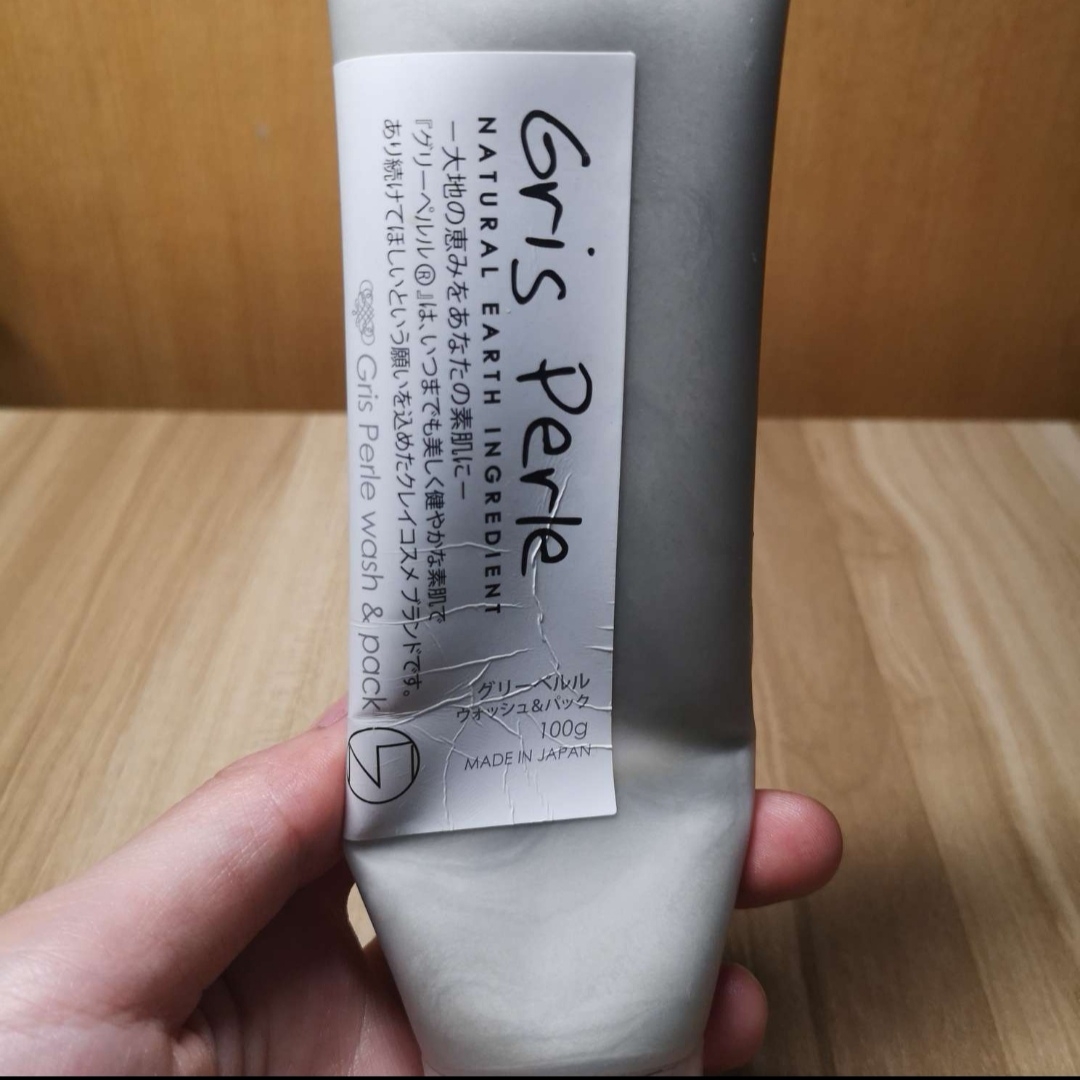 Gris Perle
NATURAL EARTH INGREDIENT
ー大地の恵みをあなたの素肌にー
『グリーペルル®』は、いつまでも美しく健やかな素肌で
あり続けてほしいという願いを込めたクレイコスメブランドです。
Gris Perle wash & pack
グリーペルル
ウォッシュ&パック
100g
MADE IN JAPAN